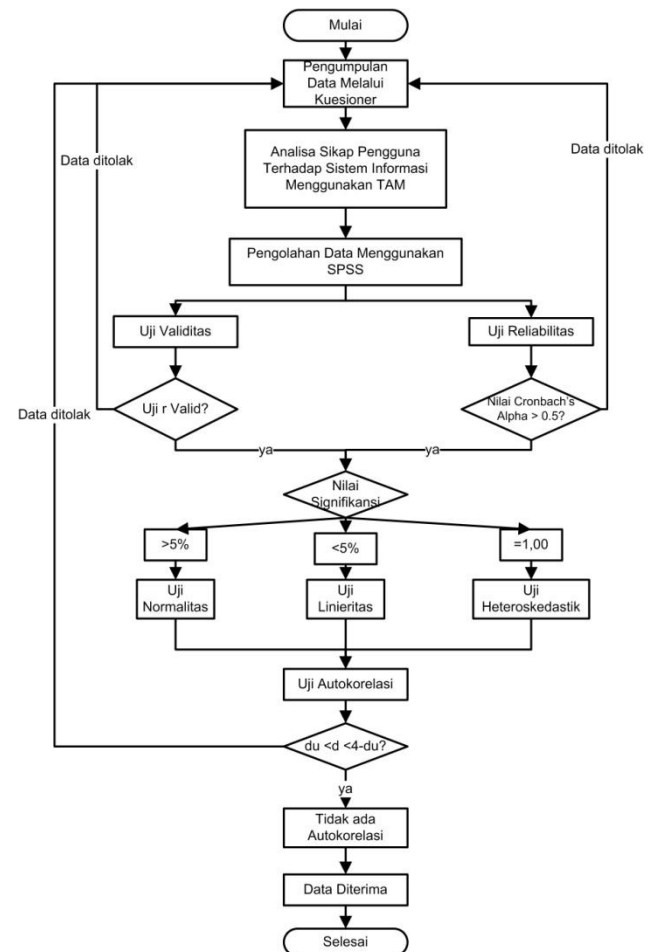 Mulai
Pengumpulan
Data Melalui
Kuesioner
Data ditolak
Data ditolak
Analisa Sikap Pengguna
Terhadap Sistem Informasi
Menggunakan TAM
Pengolahan Data Menggunakan
SPSS
Uji Validitas
Uji Reliabilitas
Data ditolak
Uji r Valid?
Nilai Cronbach's
Alpha > 0.5?
ya
ya
Nilai
Signifikansi
>5%
<5%
=1,00
Uji
Normalitas
Uji
Linieritas
Uji
Heteroskedastik
Uji Autokorelasi
du <d <4-du?
ya
Tidak ada
Autokorelasi
Data Diterima
Selesai